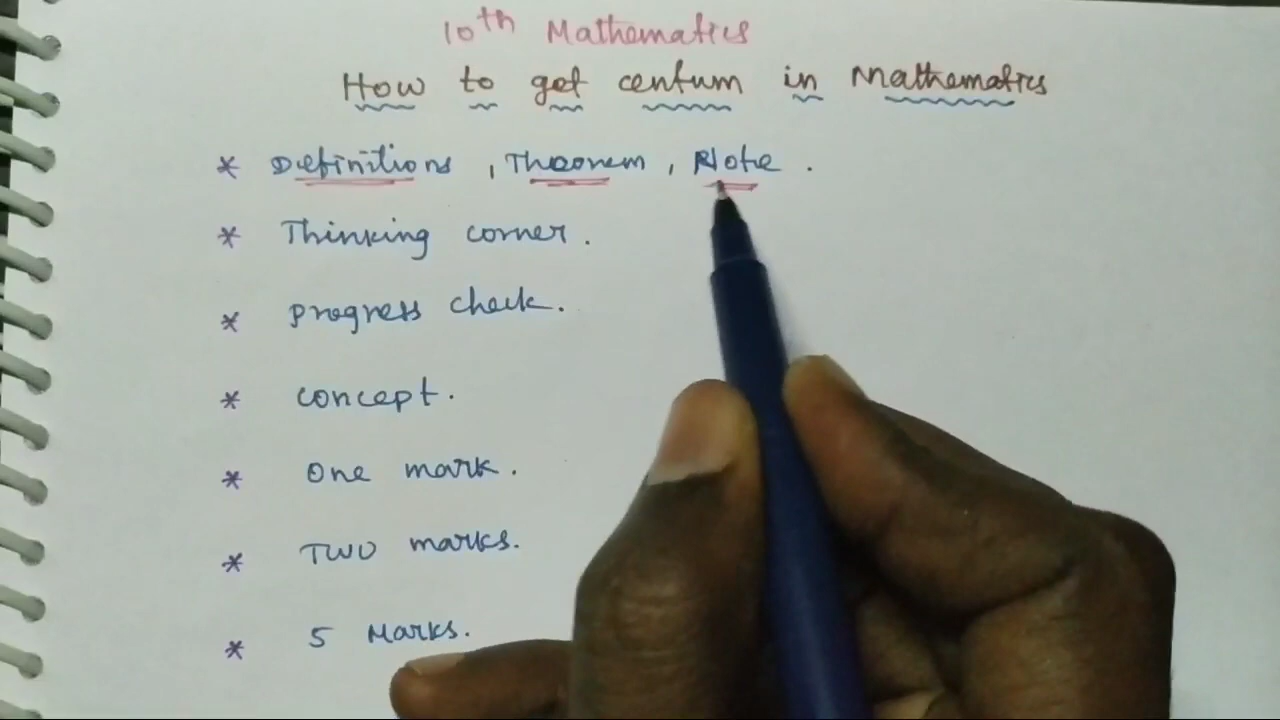 10th Mathematics
How to get centum in Mathematics
* Definitions, Theorem, Note.
* Thinking corner.
* Progress check.
* concept.
* One mark.
* Two marks.
* 5 Marks.